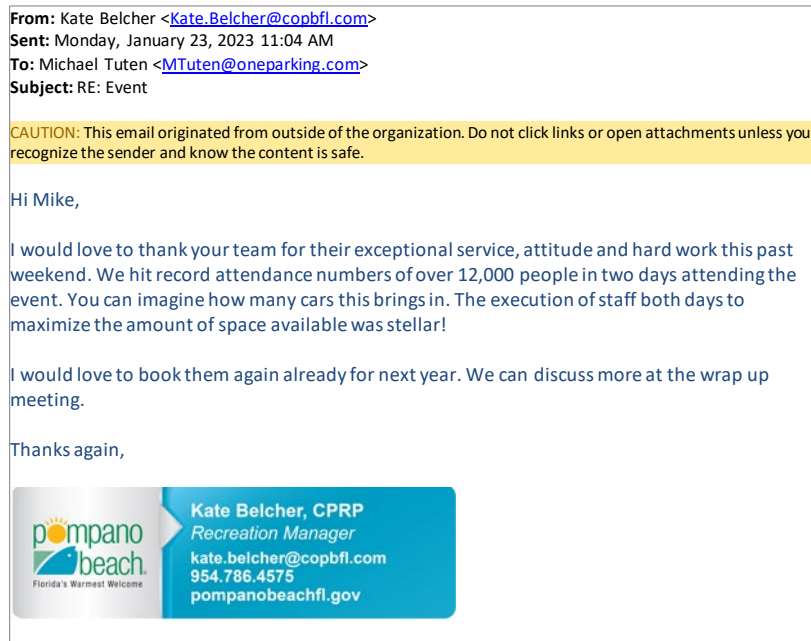 From: Kate Belcher <Kate.Belcher@copbfl.com>
Sent: Monday, January 23, 2023 11:04 AM
To: Michael Tuten <MTuten@oneparking.com>
Subject: RE: Event
CAUTION: This email originated from outside of the organization. Do not click links or open attachments unless you
recognize the sender and know the content is safe.
Hi Mike,
I would love to thank your team for their exceptional service, attitude and hard work this past
weekend. We hit record attendance numbers of over 12,000 people in two days attending the
event. You can imagine how many cars this brings in. The execution of staff both days to
maximize the amount of space available was stellar!
I would love to book them again already for next year. We can discuss more at the wrap up
meeting.
Thanks again,
pompano
beach.
Florida's Warmest Welcome
Kate Belcher, CPRP
Recreation Manager
kate.belcher@copbfl.com
954.786.4575
pompanobeachfl.gov